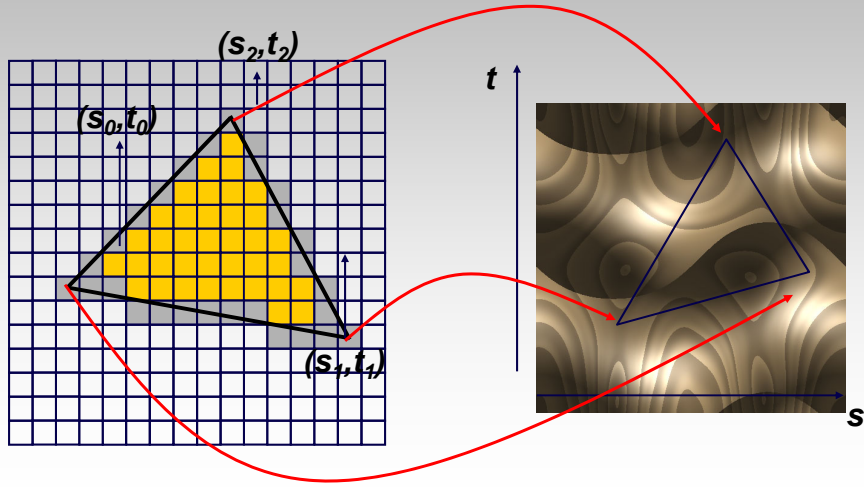 (s₂,t₂)
t
(s₀,t₀)
(s₁,t₁)
s